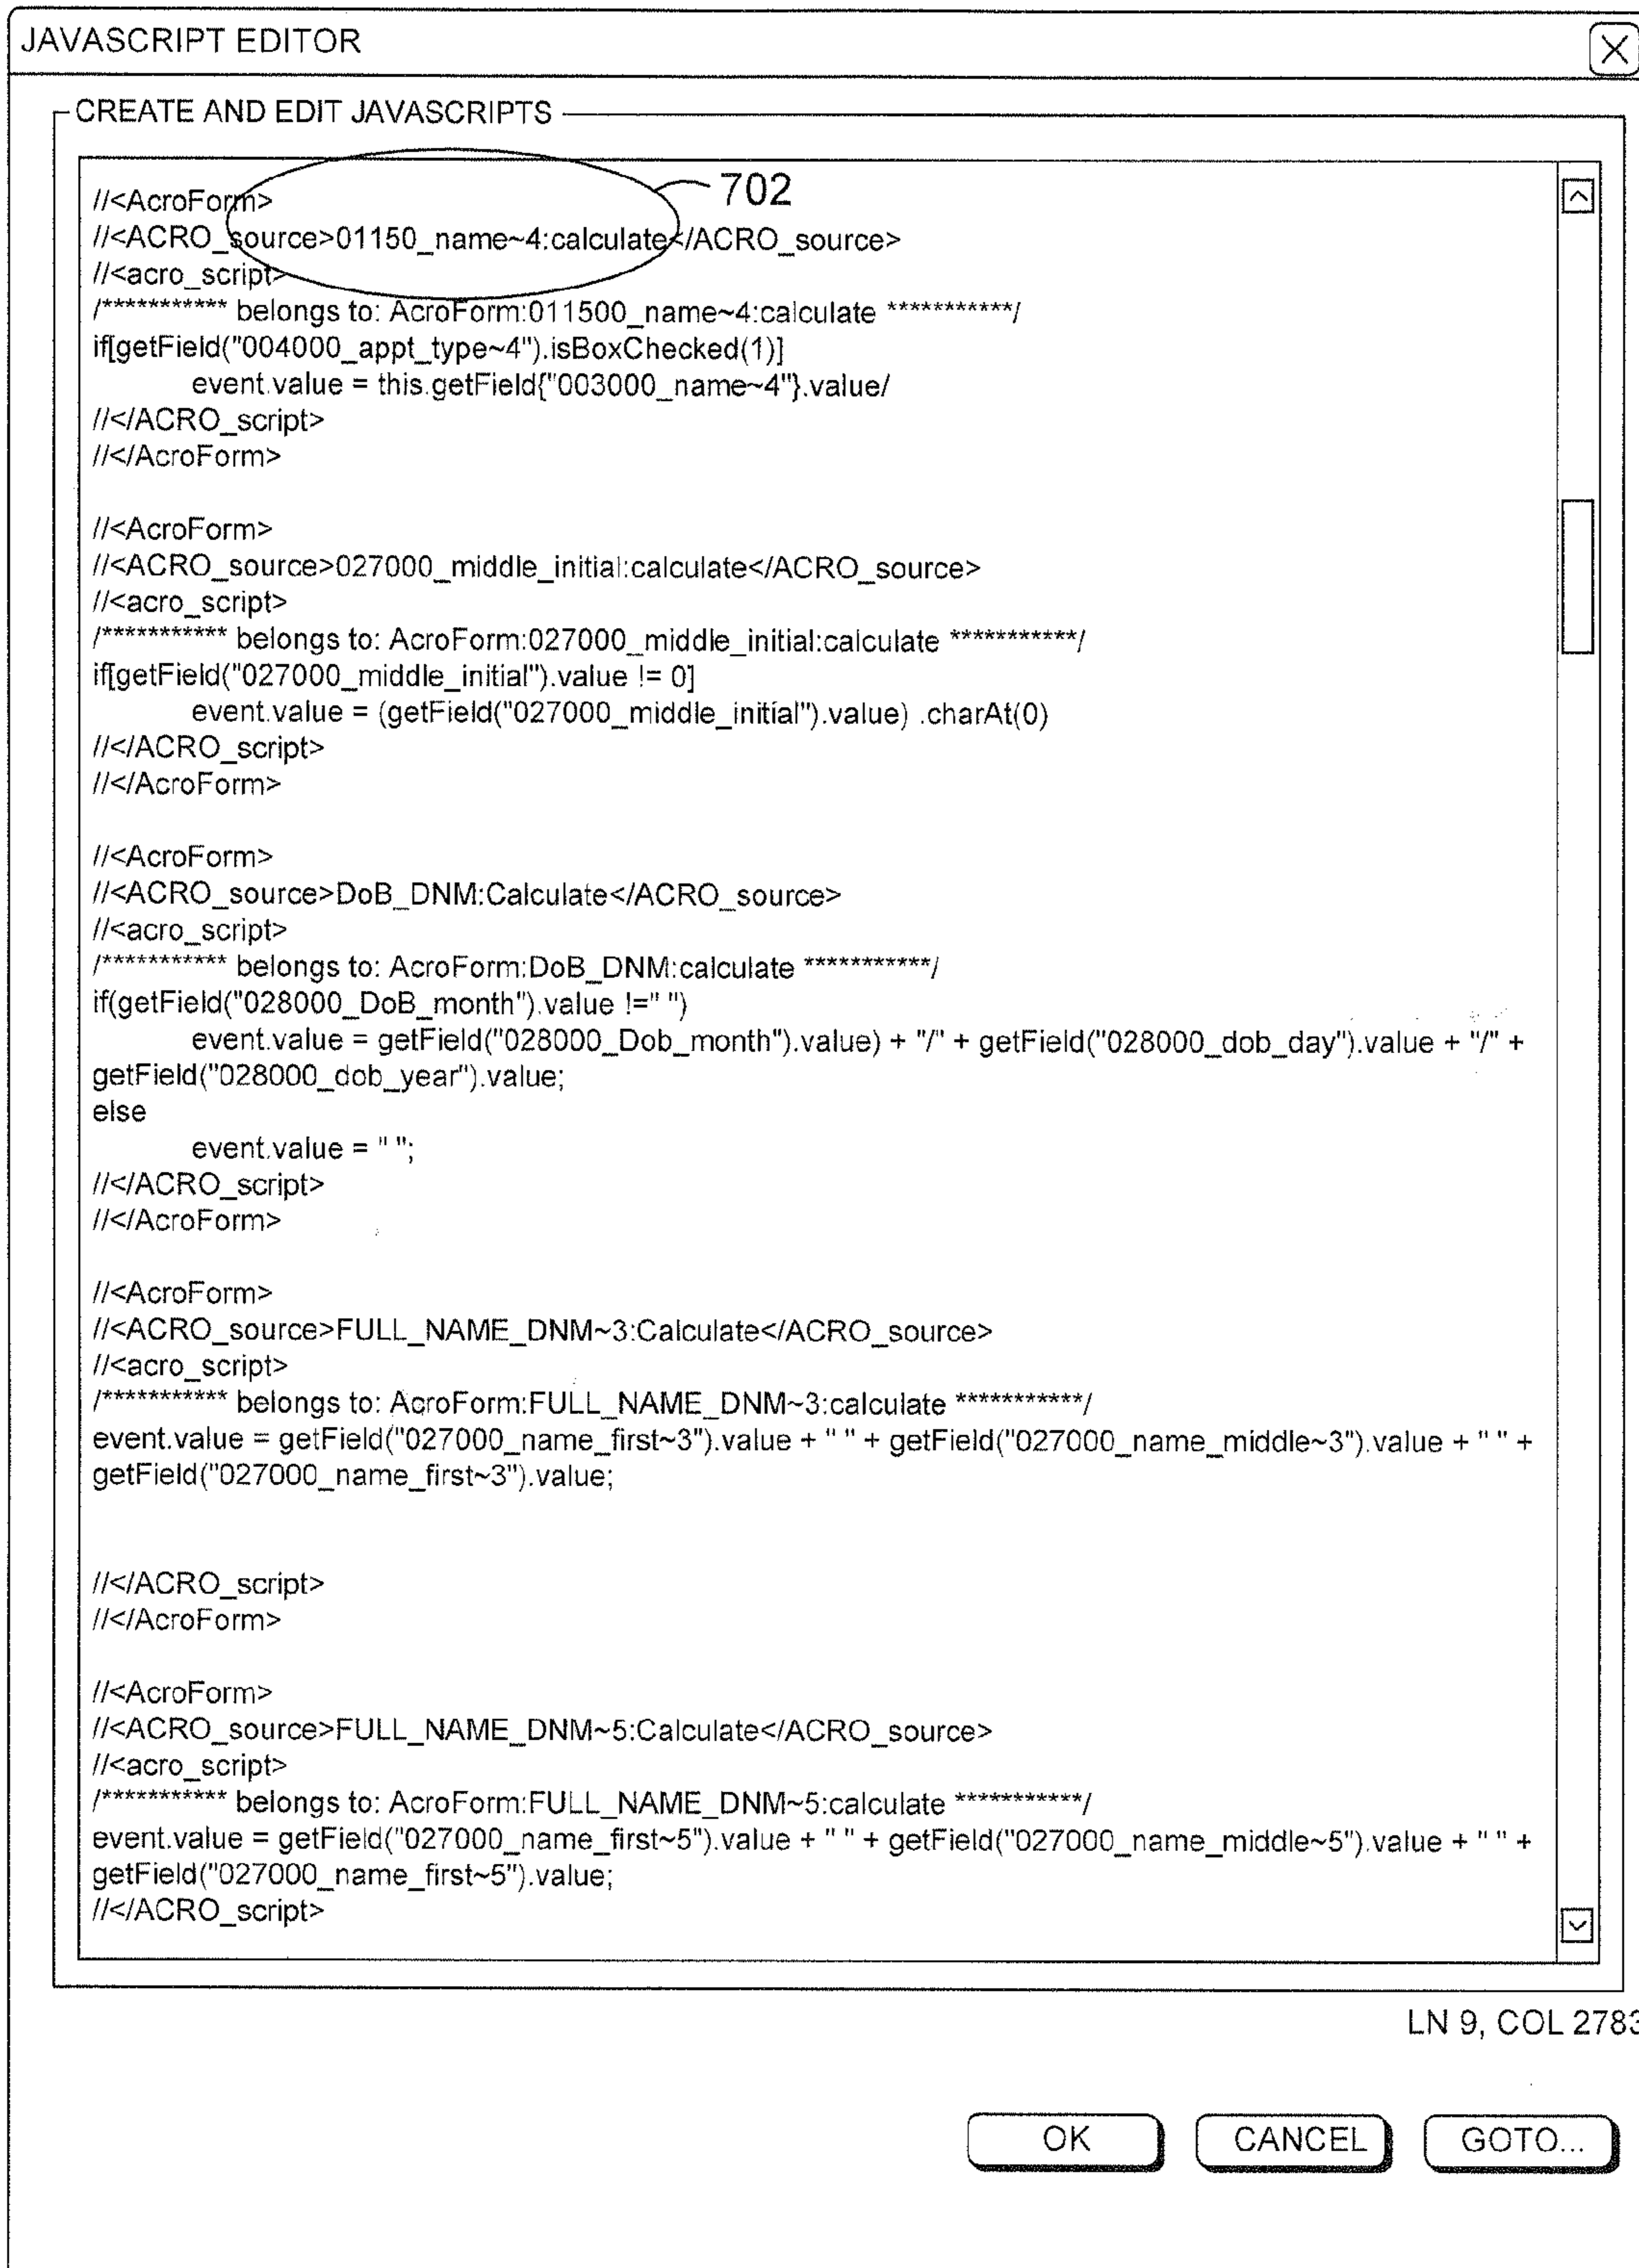 JAVASCRIPT EDITOR
CREATE AND EDIT JAVASCRIPTS
702
//<AcroForm>
//<ACRO_source>01150_name~4:calculate</ACRO_source>
//<acro_script>
/*********** belongs to: AcroForm:011500_name~4:calculate ***********/
if[getField("004000_appt_type~4").isBoxChecked(1)]
event.value = this.getField{"003000_name~4"}.value/
//</ACRO_script>
//</AcroForm>
//<AcroForm>
//<ACRO_source>027000_middle_initial:calculate</ACRO_source>
//<acro_script>
/*********** belongs to: AcroForm:027000_middle_initial:calculate ***********/
if[getField("027000_middle_initial").value != 0]
event.value = (getField("027000_middle_initial").value) .charAt(0)
//</ACRO_script>
//</AcroForm>
//<AcroForm>
//<ACRO_source>DoB_DNM:Calculate</ACRO_source>
//<acro_script>
/*********** belongs to: AcroForm:DoB_DNM:calculate ***********/
if(getField("028000_DoB_month").value !=" ")
event.value = getField("028000_Dob_month").value) + "/" + getField("028000_dob_day").value + "/" +
getField("028000_dob_year").value;
else
event.value = " ";
//</ACRO_script>
//</AcroForm>
//<AcroForm>
//<ACRO_source>FULL_NAME_DNM~3:Calculate</ACRO_source>
//<acro_script>
/*********** belongs to: AcroForm:FULL_NAME_DNM~3:calculate ***********/
event.value = getField("027000_name_first~3").value + " " + getField("027000_name_middle~3").value + " " +
getField("027000_name_first~3").value;
//</ACRO_script>
//</AcroForm>
//<AcroForm>
//<ACRO_source>FULL_NAME_DNM~5:Calculate</ACRO_source>
//<acro_script>
/*********** belongs to: AcroForm:FULL_NAME_DNM~5:calculate ***********/
event.value = getField("027000_name_first~5").value + " " + getField("027000_name_middle~5").value + " " +
getField("027000_name_first~5").value;
//</ACRO_script>
LN 9, COL 2783
OK CANCEL GOTO...